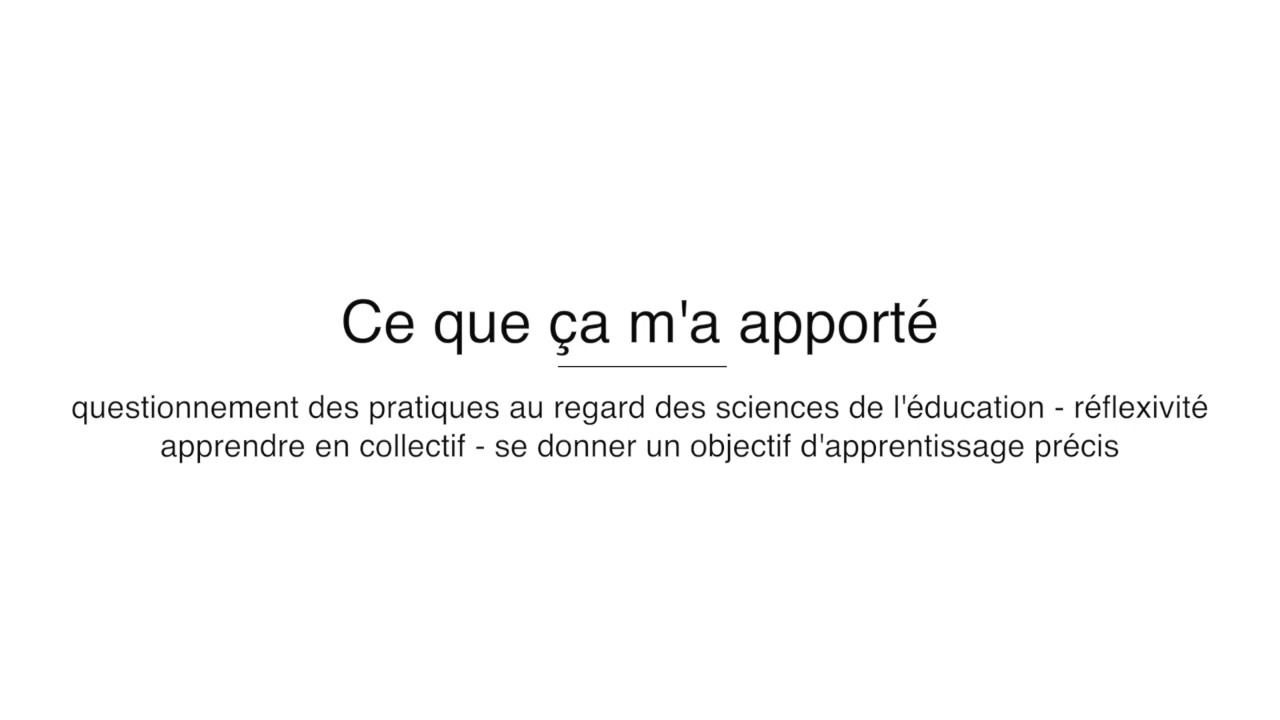 Ce que ça m'a apporté
questionnement des pratiques au regard des sciences de l'éducation - réflexivité
apprendre en collectif - se donner un objectif d'apprentissage précis